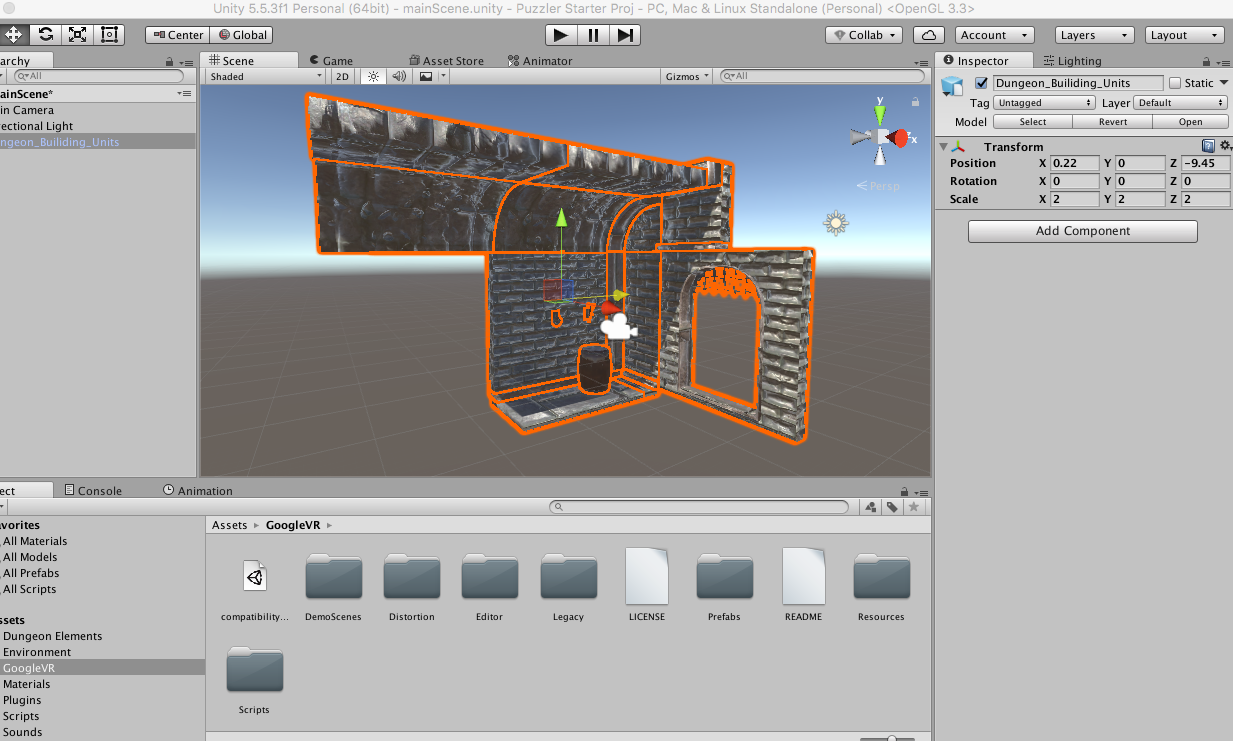 Unity 5.5.3f1 Personal (64bit) - mainScene.unity - Puzzler Starter Proj - PC, Mac & Linux Standalone (Personal) <OpenGL 3.3>
Center Global Collab Account Layers Layout
archy
All
ainScene*
in Camera
ectional Light
ngeon_Builiding_Units
Scene Game Asset Store Animator
Shaded 2D Gizmos All
y
x
Persp
Inspector Lighting
Dungeon_Builiding_Units Static
Tag Untagged Layer Default
Model Select Revert Open
Transform
Position X 0.22 Y 0 Z -9.45
Rotation X 0 Y 0 Z 0
Scale X 2 Y 2 Z 2
Add Component
ect Console Animation
avorites
All Materials
All Models
All Prefabs
All Scripts
ssets
Dungeon Elements
Environment
GoogleVR
Materials
Plugins
Scripts
Sounds
Assets GoogleVR
compatibility... DemoScenes Distortion Editor Legacy LICENSE Prefabs README Resources
Scripts